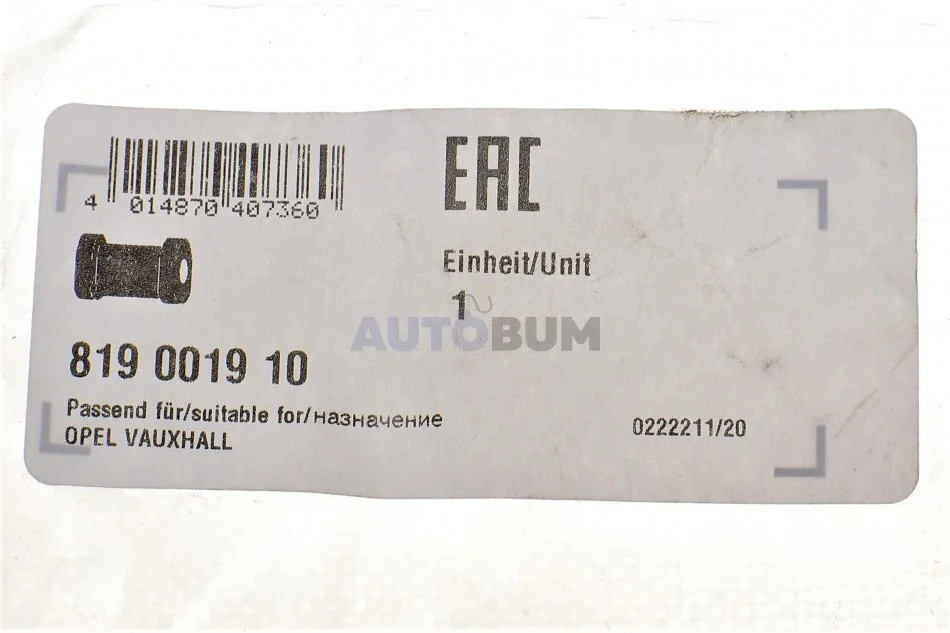 EAC
4 014870 407360
Einheit/Unit
1
AUTOBUM
819 0019 10
Passend für/suitable for/назначение
OPEL VAUXHALL
0222211/20